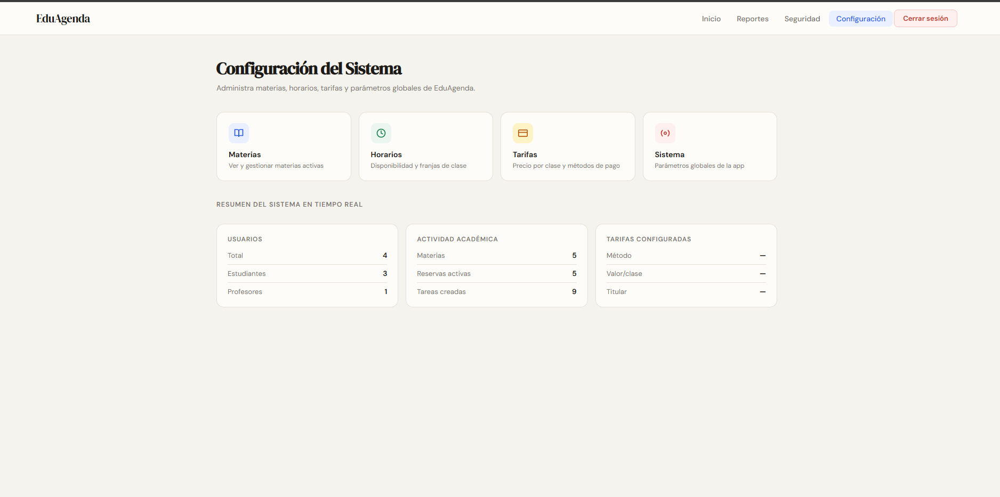 EduAgenda
Inicio Reportes Seguridad Configuración Cerrar sesión
Configuración del Sistema
Administra materias, horarios, tarifas y parámetros globales de EduAgenda.
Materias
Ver y gestionar materias activas
Horarios
Disponibilidad y franjas de clase
Tarifas
Precio por clase y métodos de pago
Sistema
Parámetros globales de la app
RESUMEN DEL SISTEMA EN TIEMPO REAL
USUARIOS
Total 4
Estudiantes 3
Profesores 1
ACTIVIDAD ACADÉMICA
Materias 5
Reservas activas 5
Tareas creadas 9
TARIFAS CONFIGURADAS
Método —
Valor/clase —
Titular —